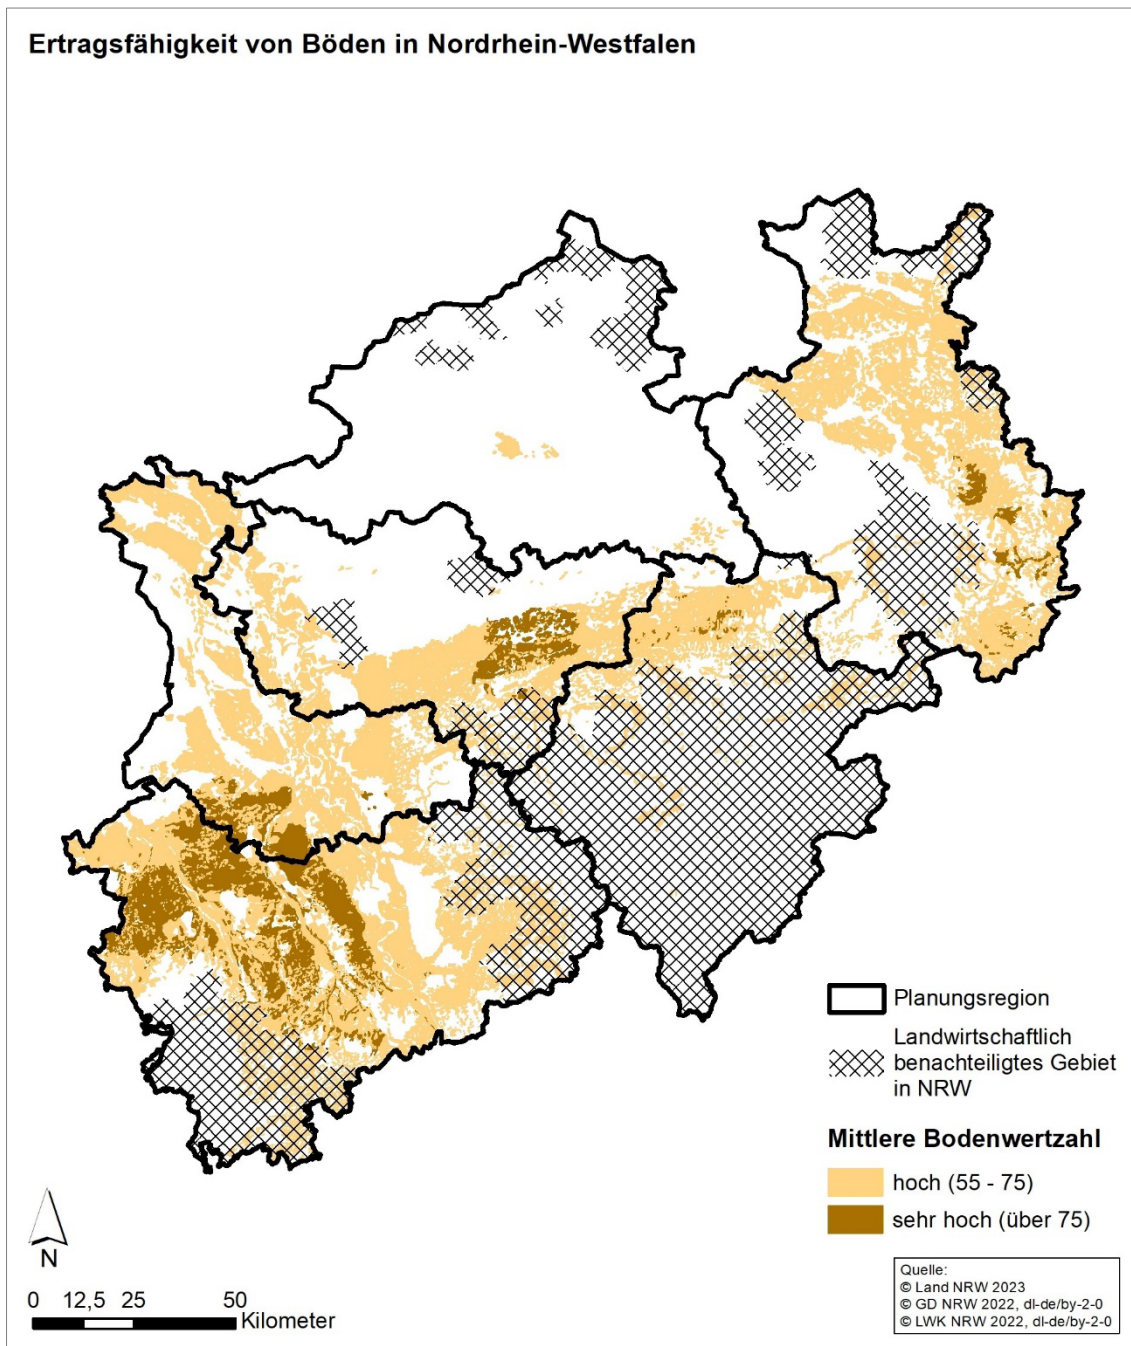 Ertragsfähigkeit von Böden in Nordrhein-Westfalen
Planungsregion
Landwirtschaftlich
benachteiligtes Gebiet
in NRW
Mittlere Bodenwertzahl
hoch (55 - 75)
sehr hoch (über 75)
N
0 12,5 25 50
Kilometer
Quelle:
© Land NRW 2023
© GD NRW 2022, dl-de/by-2-0
© LWK NRW 2022, dl-de/by-2-0